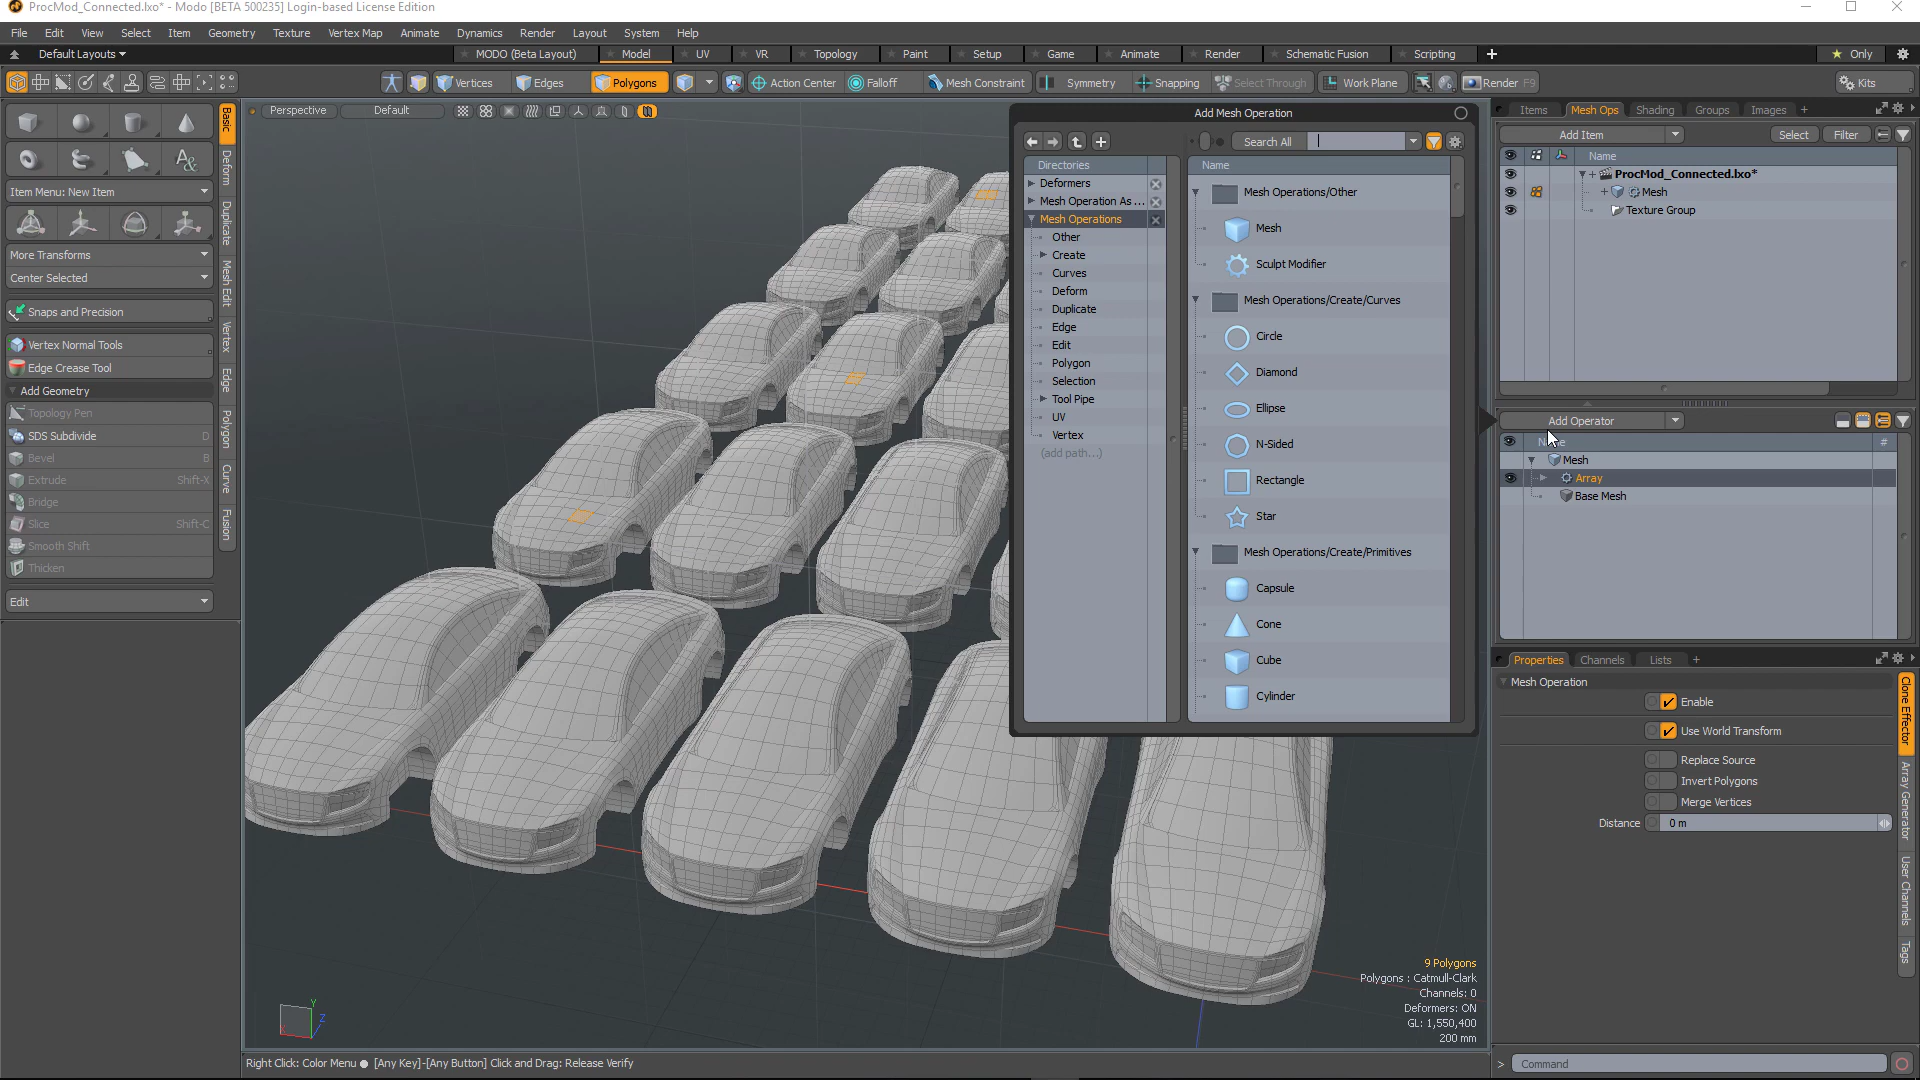 ProcMod_Connected.lxo* - Modo [BETA 500235] Login-based License Edition
File Edit View Select Item Geometry Texture Vertex Map Animate Dynamics Render Layout System Help
Default Layouts MODO (Beta Layout) Model UV VR Topology Paint Setup Game Animate Render Schematic Fusion Scripting Only
Vertices Edges Polygons Action Center Falloff Mesh Constraint Symmetry Snapping Select Through Work Plane Render F9 Kits
Item Menu: New Item
More Transforms
Center Selected
Snaps and Precision
Vertex Normal Tools
Edge Crease Tool
Add Geometry
Topology Pen
SDS Subdivide D
Bevel B
Extrude Shift-X
Bridge
Slice Shift-C
Smooth Shift
Thicken
Edit
Basic
Deform
Duplicate
Mesh Edit
Vertex
Edge
Polygon
Curve
Fusion
Perspective Default
Add Mesh Operation
Search All
Directories
Deformers
Mesh Operation As ...
Mesh Operations
Other
Create
Curves
Deform
Duplicate
Edge
Edit
Polygon
Selection
Tool Pipe
UV
Vertex
(add path...)
Name
Mesh Operations/Other
Mesh
Sculpt Modifier
Mesh Operations/Create/Curves
Circle
Diamond
Ellipse
N-Sided
Rectangle
Star
Mesh Operations/Create/Primitives
Capsule
Cone
Cube
Cylinder
9 Polygons
Polygons : Catmull-Clark
Channels: 0
Deformers: ON
GL: 1,550,400
200 mm
Y
Z
Right Click: Color Menu ● [Any Key]-[Any Button] Click and Drag: Release Verify
Items Mesh Ops Shading Groups Images +
Add Item Select Filter
Name
ProcMod_Connected.lxo*
Mesh
Texture Group
Add Operator
#
Mesh
Array
Base Mesh
Properties Channels Lists +
Mesh Operation
Enable
Use World Transform
Replace Source
Invert Polygons
Merge Vertices
Distance 0 m
Clone Effector
Array Generator
User Channels
Tags
> Command